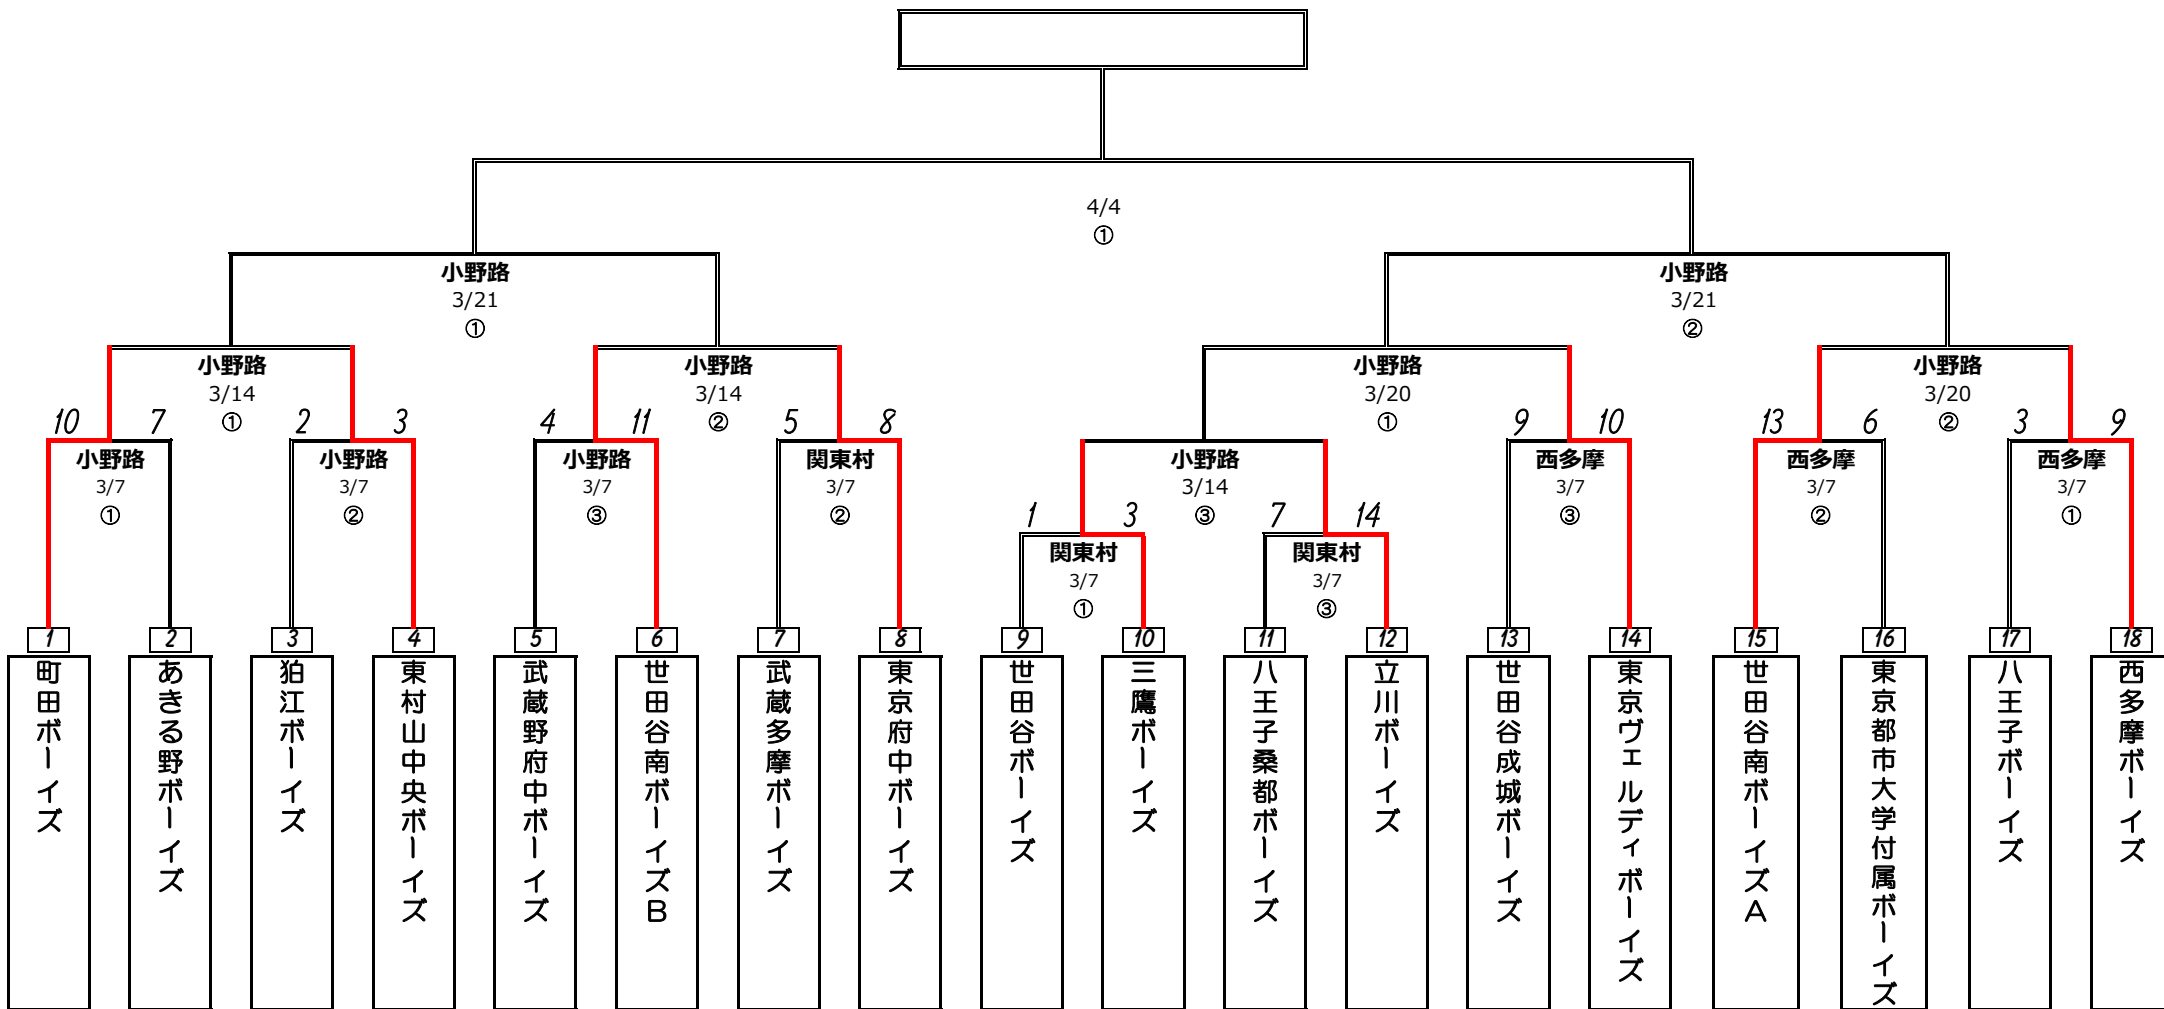 4/4
①
小野路
3/21
①
小野路
3/21
②
小野路
3/14
①
小野路
3/14
②
小野路
3/20
①
小野路
3/20
②
10 7 2 3 4 11 5 8 9 10 13 6 3 9
小野路
3/7
①
小野路
3/7
②
小野路
3/7
③
関東村
3/7
②
小野路
3/14
③
西多摩
3/7
③
西多摩
3/7
②
西多摩
3/7
①
1 3 7 14
関東村
3/7
①
関東村
3/7
③
1 2 3 4 5 6 7 8 9 10 11 12 13 14 15 16 17 18
町田ボーイズ
あきる野ボーイズ
狛江ボーイズ
東村山中央ボーイズ
武蔵野府中ボーイズ
世田谷南ボーイズB
武蔵多摩ボーイズ
東京府中ボーイズ
世田谷ボーイズ
三鷹ボーイズ
八王子桑都ボーイズ
立川ボーイズ
世田谷成城ボーイズ
東京ヴェルディボーイズ
世田谷南ボーイズA
東京都市大学付属ボーイズ
八王子ボーイズ
西多摩ボーイズ